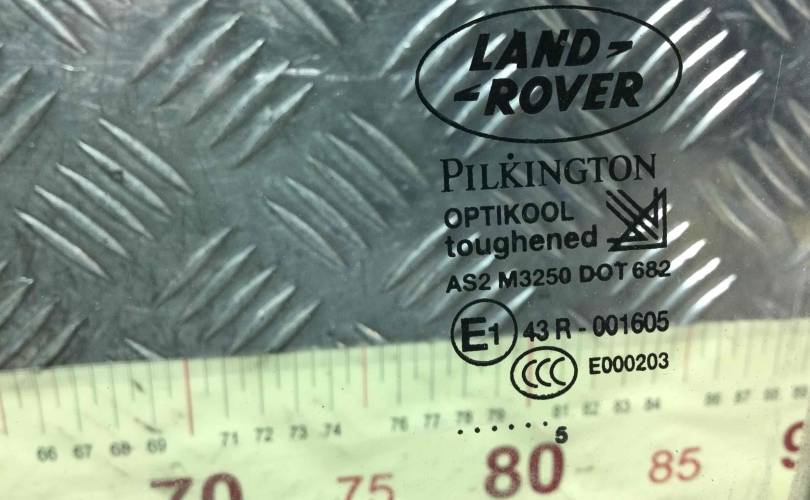 LAND-
-ROVER
PILKINGTON
OPTIKOOL
toughened
AS2 M3250 DOT 682
E1 43 R - 001605
CCC E000203
66 67 68 69 71 72 73 74 76 77 78 79 81 82 83 84 86 87 88
. . . . . . 5
70 75 80 85